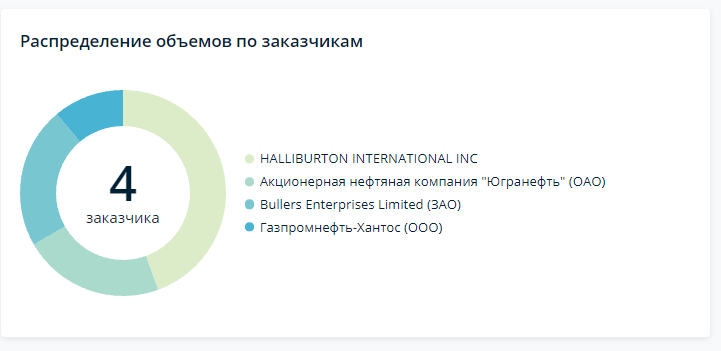 Распределение объемов по заказчикам
4
заказчика
HALLIBURTON INTERNATIONAL INC
Акционерная нефтяная компания "Югранефть" (ОАО)
Bullers Enterprises Limited (ЗАО)
Газпромнефть-Хантос (ООО)